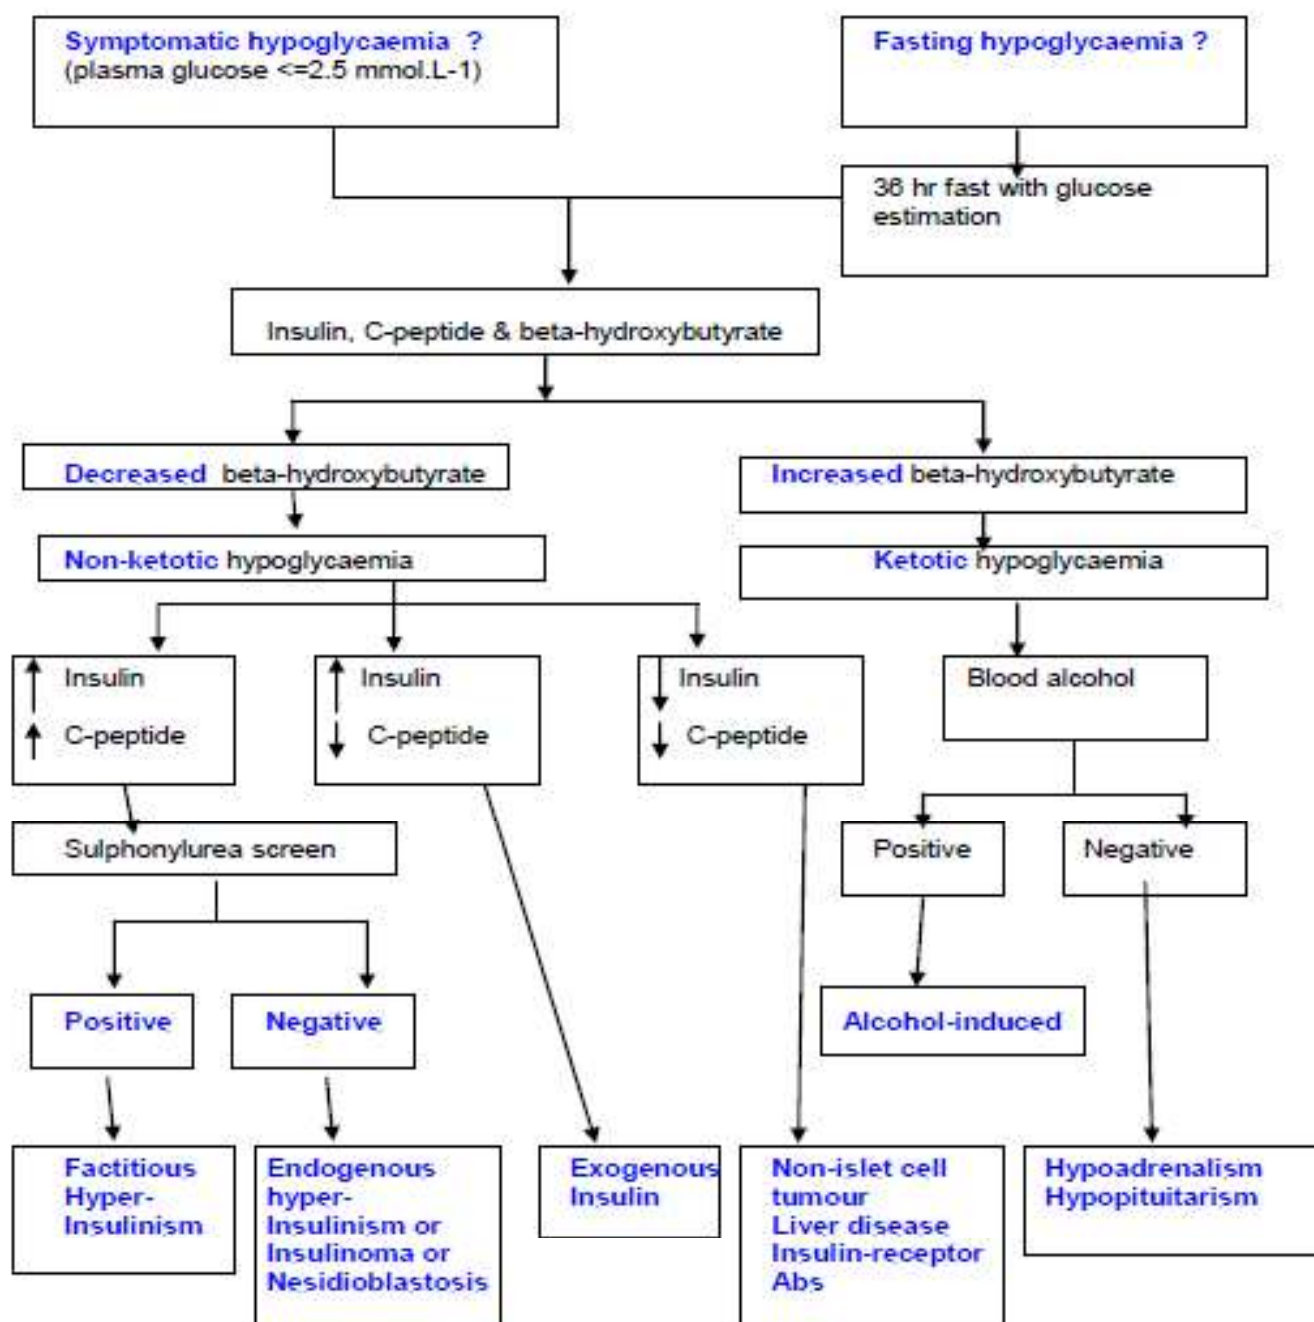 Symptomatic hypoglycaemia ?
(plasma glucose <=2.5 mmol.L-1)
Fasting hypoglycaemia ?
36 hr fast with glucose
estimation
Insulin, C-peptide & beta-hydroxybutyrate
Decreased beta-hydroxybutyrate
Increased beta-hydroxybutyrate
Non-ketotic hypoglycaemia
Ketotic hypoglycaemia
Insulin
C-peptide
Insulin
C-peptide
Insulin
C-peptide
Blood alcohol
Sulphonylurea screen
Positive
Negative
Positive
Negative
Alcohol-induced
Factitious
Hyper-
Insulinism
Endogenous
hyper-
Insulinism or
Insulinoma or
Nesidioblastosis
Exogenous
Insulin
Non-islet cell
tumour
Liver disease
Insulin-receptor
Abs
Hypoadrenalism
Hypopituitarism